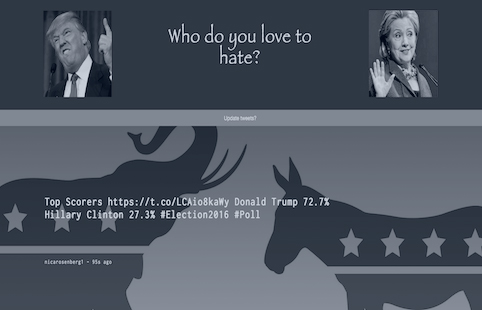 Who do you love to
hate?
Update tweets?
Top Scorers https://t.co/LCAio8kaWy Donald Trump 72.7%
Hillary Clinton 27.3% #Election2016 #Poll
nicarosenberg1 - 95s ago